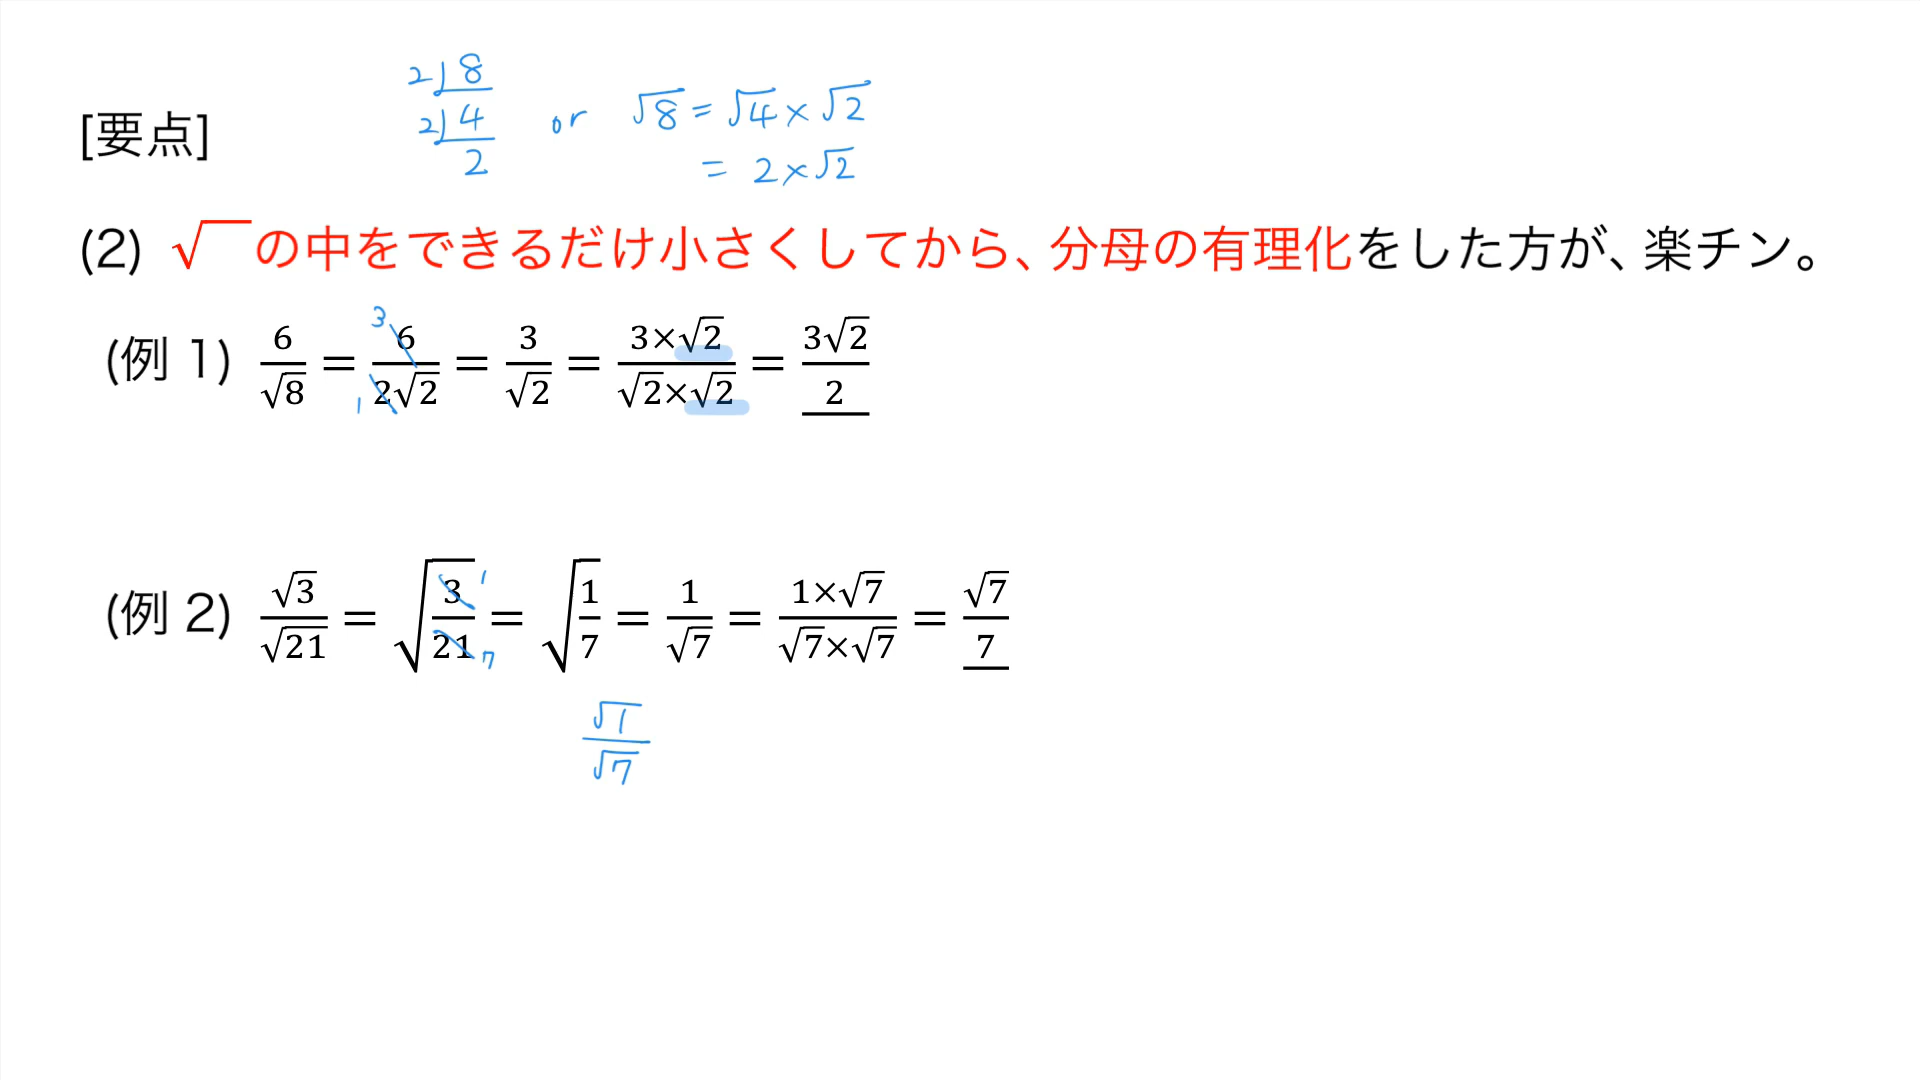 2)8
2)4
2
or
√8 = √4 × √2
= 2 × √2
[要点]
(2) √ の中をできるだけ小さくしてから、分母の有理化をした方が、楽チン。
(例 1) 6/√8 = 6/2√2 = 3/√2 = 3×√2/√2×√2 = 3√2/2
3
1
(例 2) √3/√21 = √(3/21) = √(1/7) = 1/√7 = 1×√7/√7×√7 = √7/7
1
7
√1/√7